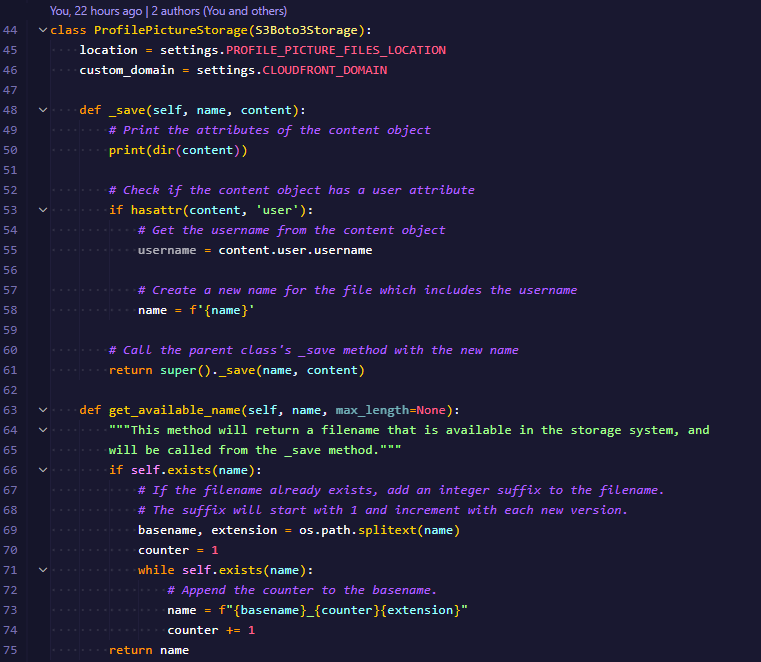 You, 22 hours ago | 2 authors (You and others)
44 class ProfilePictureStorage(S3Boto3Storage):
45     location = settings.PROFILE_PICTURE_FILES_LOCATION
46     custom_domain = settings.CLOUDFRONT_DOMAIN
47
48     def _save(self, name, content):
49         # Print the attributes of the content object
50         print(dir(content))
51
52         # Check if the content object has a user attribute
53         if hasattr(content, 'user'):
54             # Get the username from the content object
55             username = content.user.username
56
57             # Create a new name for the file which includes the username
58             name = f'{name}'
59
60         # Call the parent class's _save method with the new name
61         return super()._save(name, content)
62
63     def get_available_name(self, name, max_length=None):
64         """This method will return a filename that is available in the storage system, and
65         will be called from the _save method."""
66         if self.exists(name):
67             # If the filename already exists, add an integer suffix to the filename.
68             # The suffix will start with 1 and increment with each new version.
69             basename, extension = os.path.splitext(name)
70             counter = 1
71             while self.exists(name):
72                 # Append the counter to the basename.
73                 name = f"{basename}_{counter}{extension}"
74                 counter += 1
75         return name